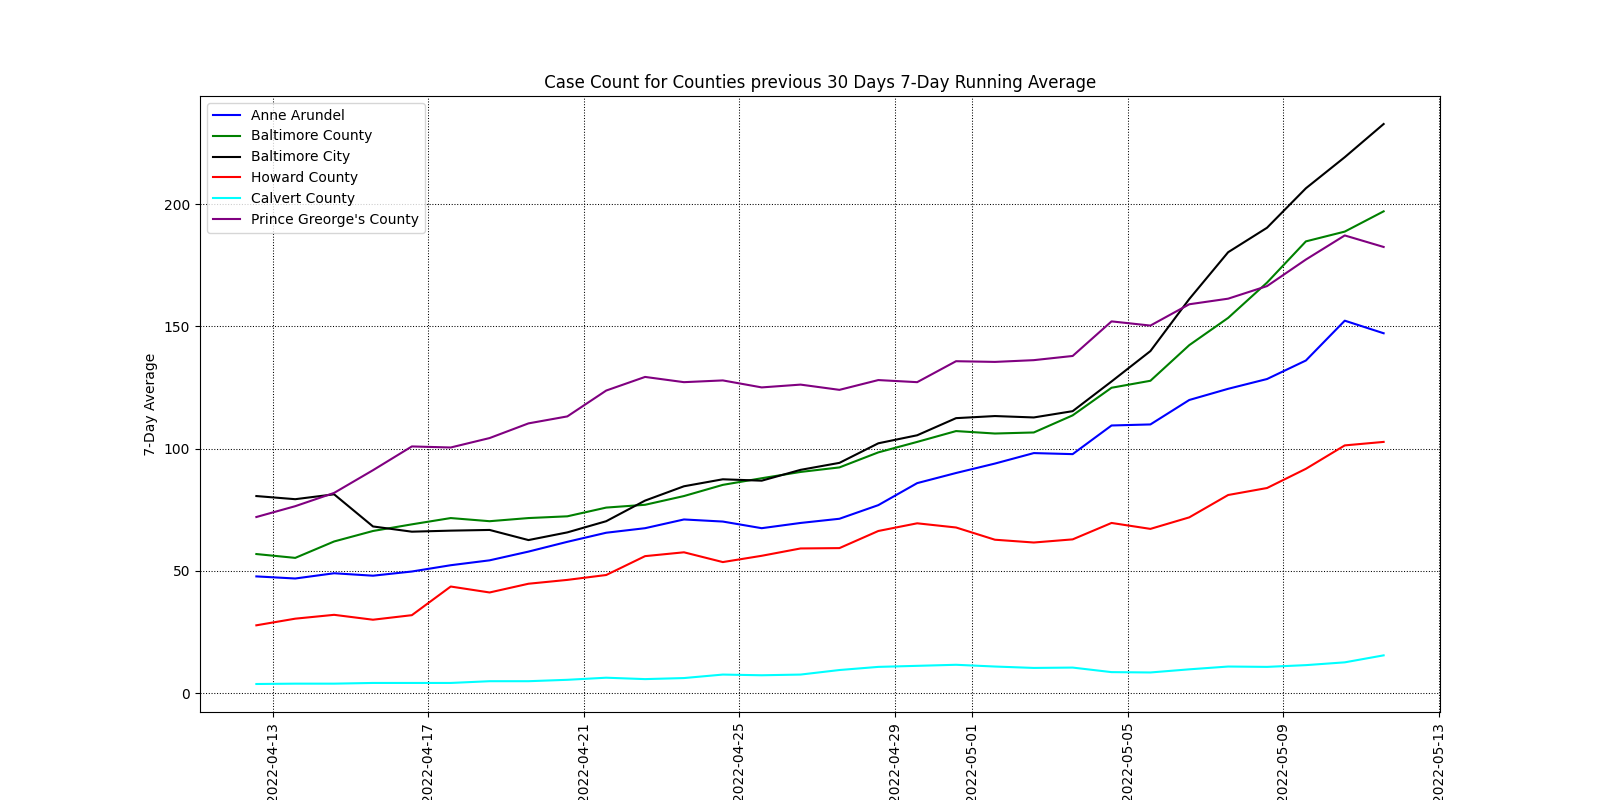 Case Count for Counties previous 30 Days 7-Day Running Average
Anne Arundel
Baltimore County
Baltimore City
Howard County
Calvert County
Prince Greorge's County
7-Day Average
200
150
100
50
0
2022-04-13
2022-04-17
2022-04-21
2022-04-25
2022-04-29
2022-05-01
2022-05-05
2022-05-09
2022-05-13